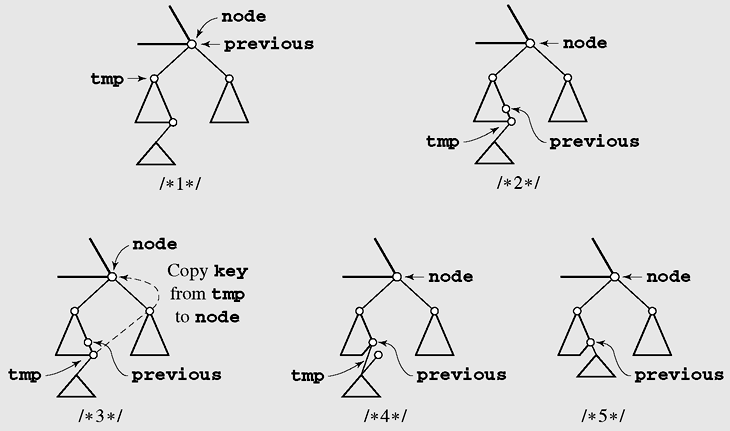 node
previous
tmp
/*1*/
node
tmp
previous
/*2*/
node
Copy key
from tmp
to node
tmp
previous
/*3*/
node
tmp
previous
/*4*/
node
previous
/*5*/